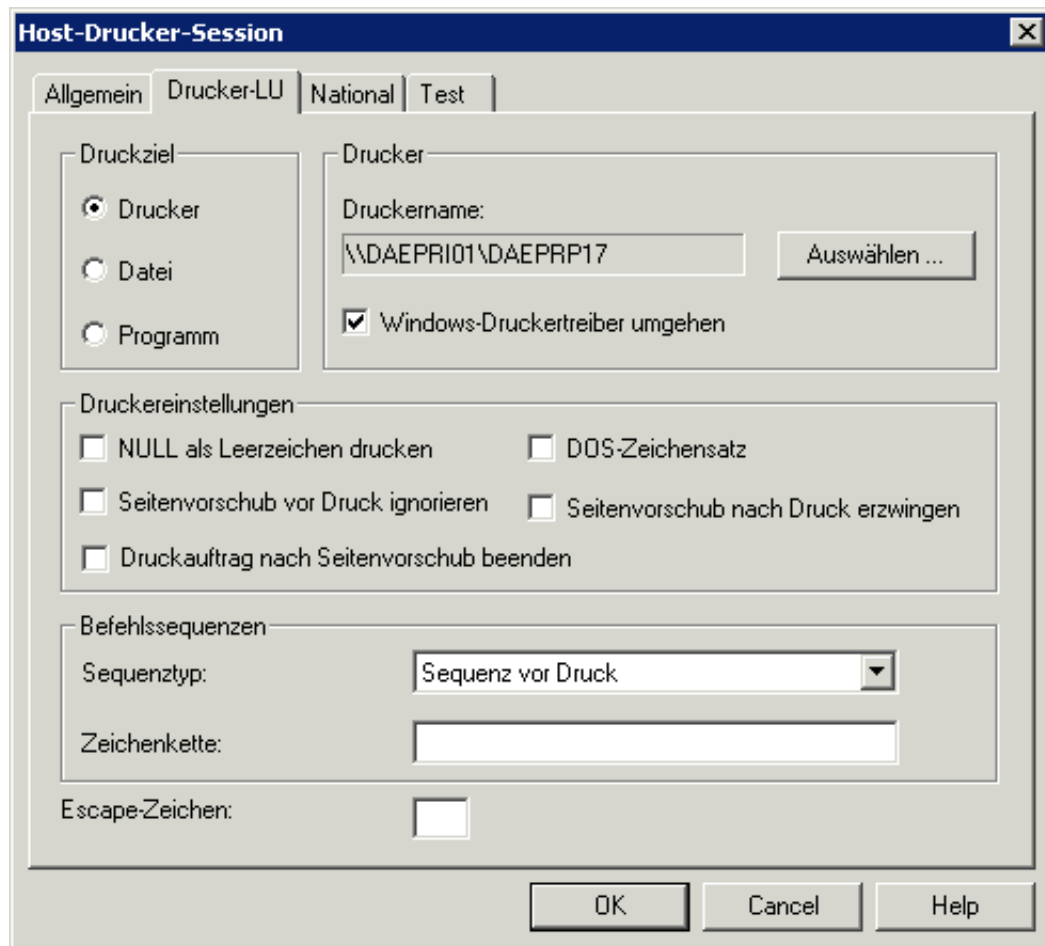 Host-Drucker-Session
Allgemein Drucker-LU National Test
Druckziel
Drucker
Datei
Programm
Drucker
Druckername:
\\DAEPRI01\DAEPRP17 Auswählen ...
Windows-Druckertreiber umgehen
Druckereinstellungen
NULL als Leerzeichen drucken DOS-Zeichensatz
Seitenvorschub vor Druck ignorieren Seitenvorschub nach Druck erzwingen
Druckauftrag nach Seitenvorschub beenden
Befehlssequenzen
Sequenztyp: Sequenz vor Druck
Zeichenkette:
Escape-Zeichen:
OK Cancel Help